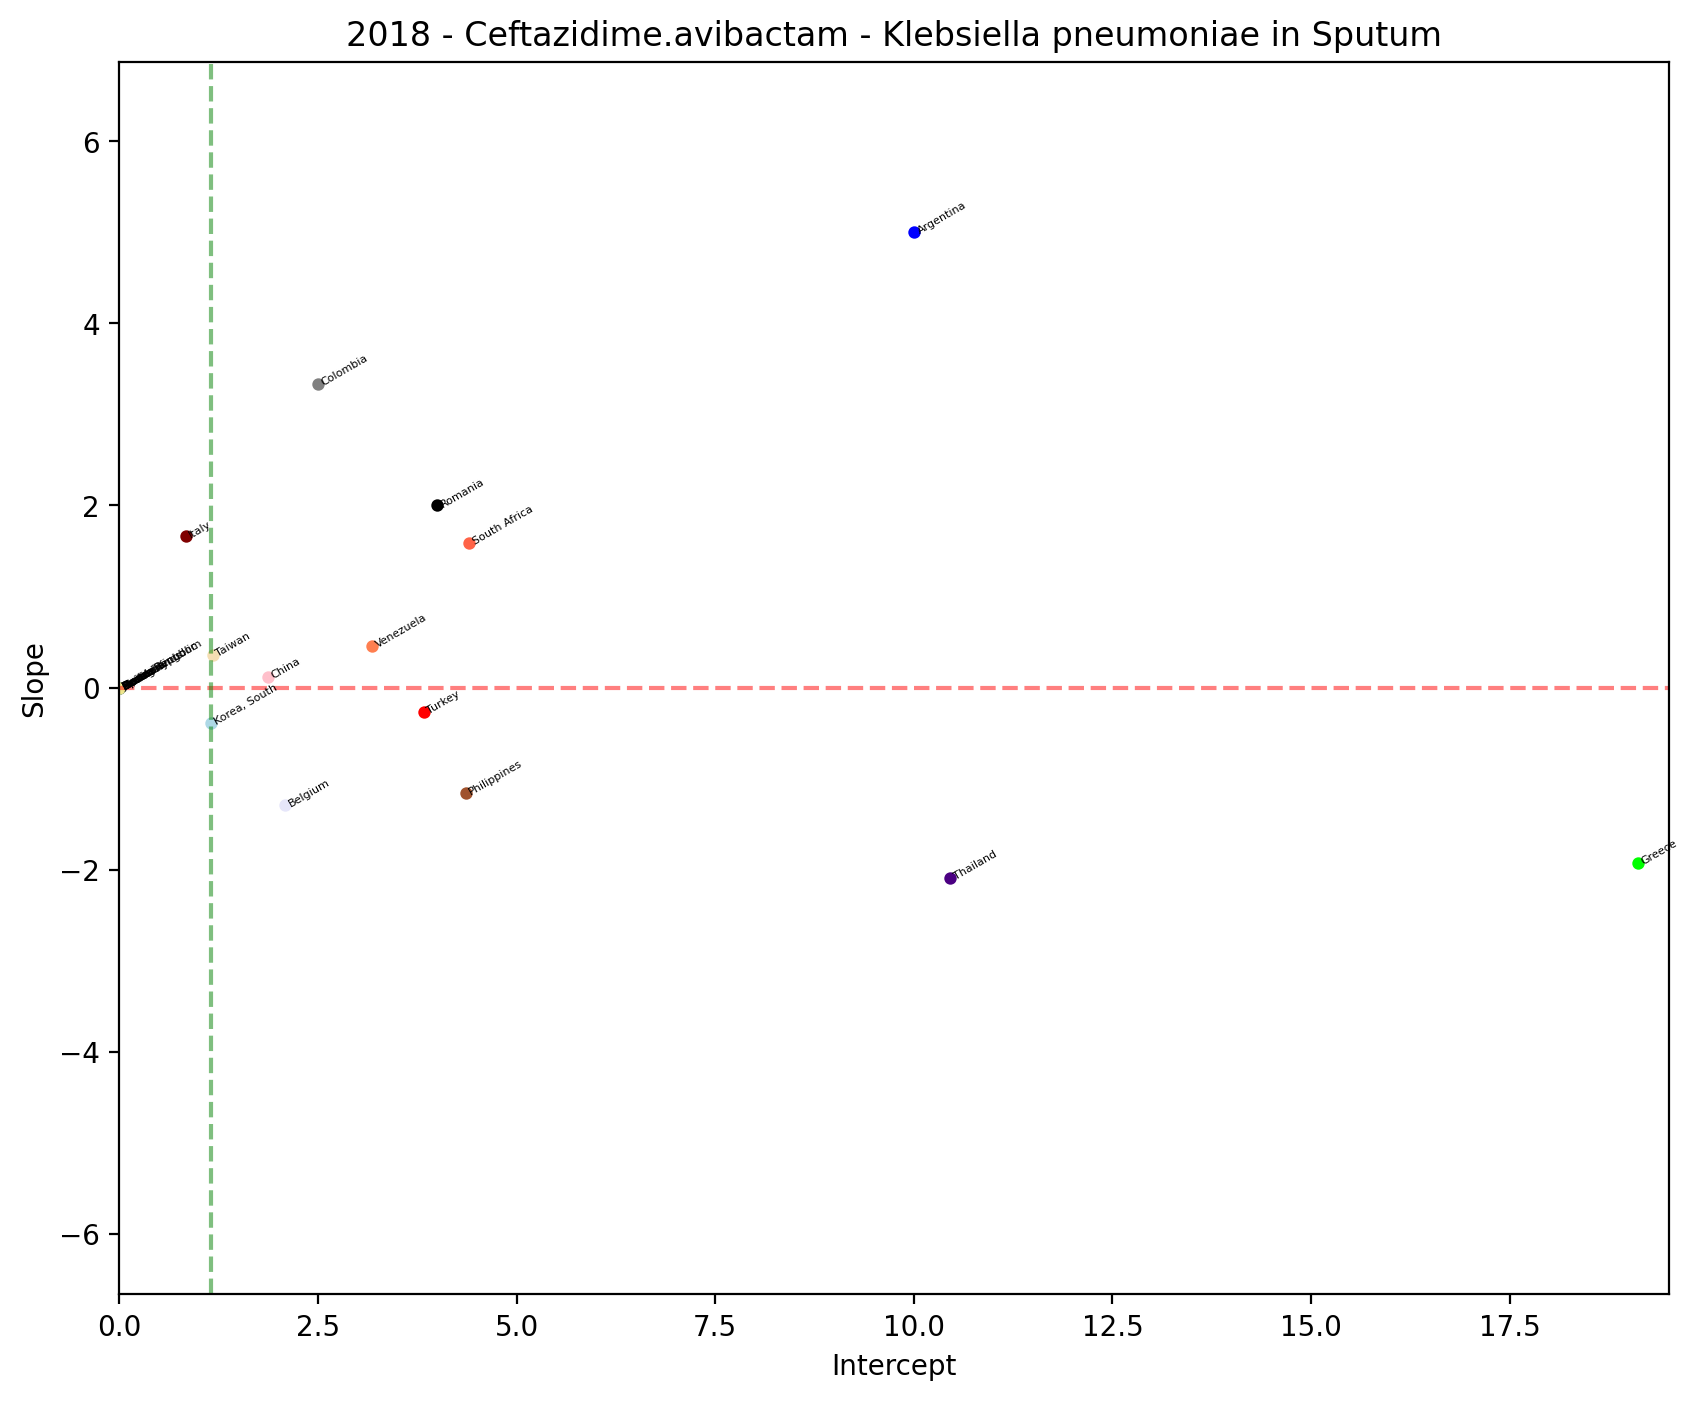 2018 - Ceftazidime.avibactam - Klebsiella pneumoniae in Sputum
6
Argentina
4
Colombia
Romania
2
South Africa
Italy
Venezuela
Taiwan
China
0
Korea, South
Turkey
Philippines
Belgium
Greece
Thailand
−2
−4
−6
Slope
0.0 2.5 5.0 7.5 10.0 12.5 15.0 17.5
Intercept